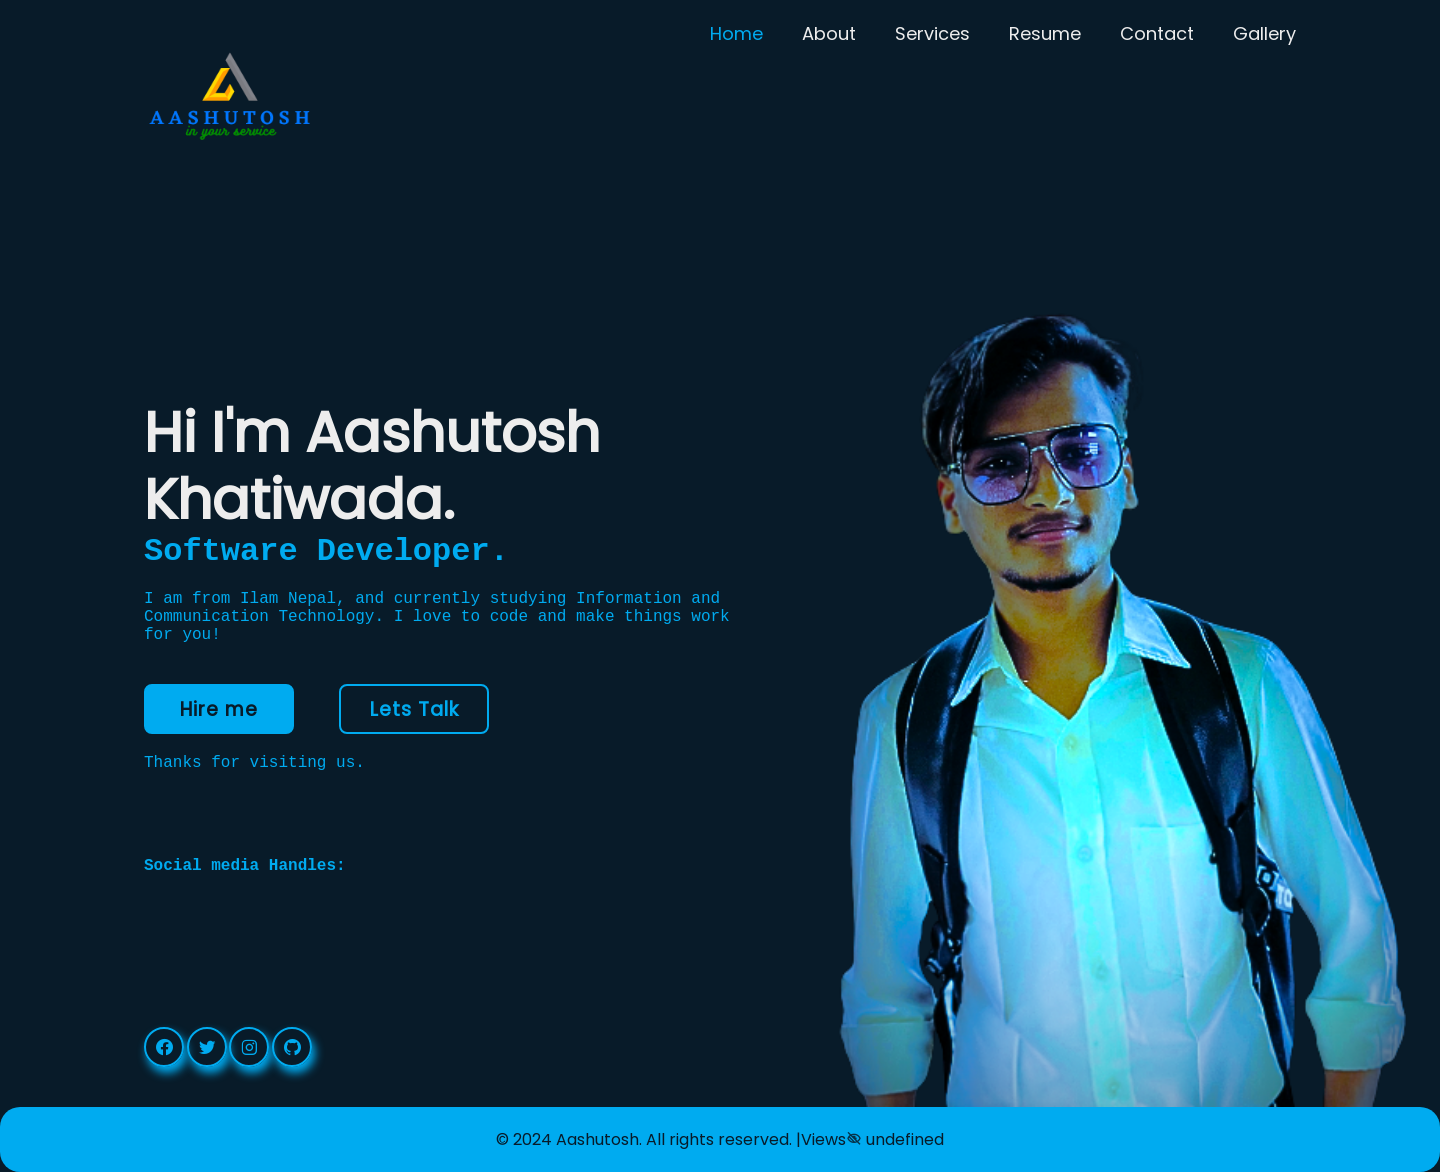 Home About Services Resume Contact Gallery
AASHUTOSH
in your service
Hi I'm Aashutosh
Khatiwada.
Software Developer.
I am from Ilam Nepal, and currently studying Information and
Communication Technology. I love to code and make things work
for you!
Hire me Lets Talk
Thanks for visiting us.
Social media Handles:
© 2024 Aashutosh. All rights reserved. |Views undefined